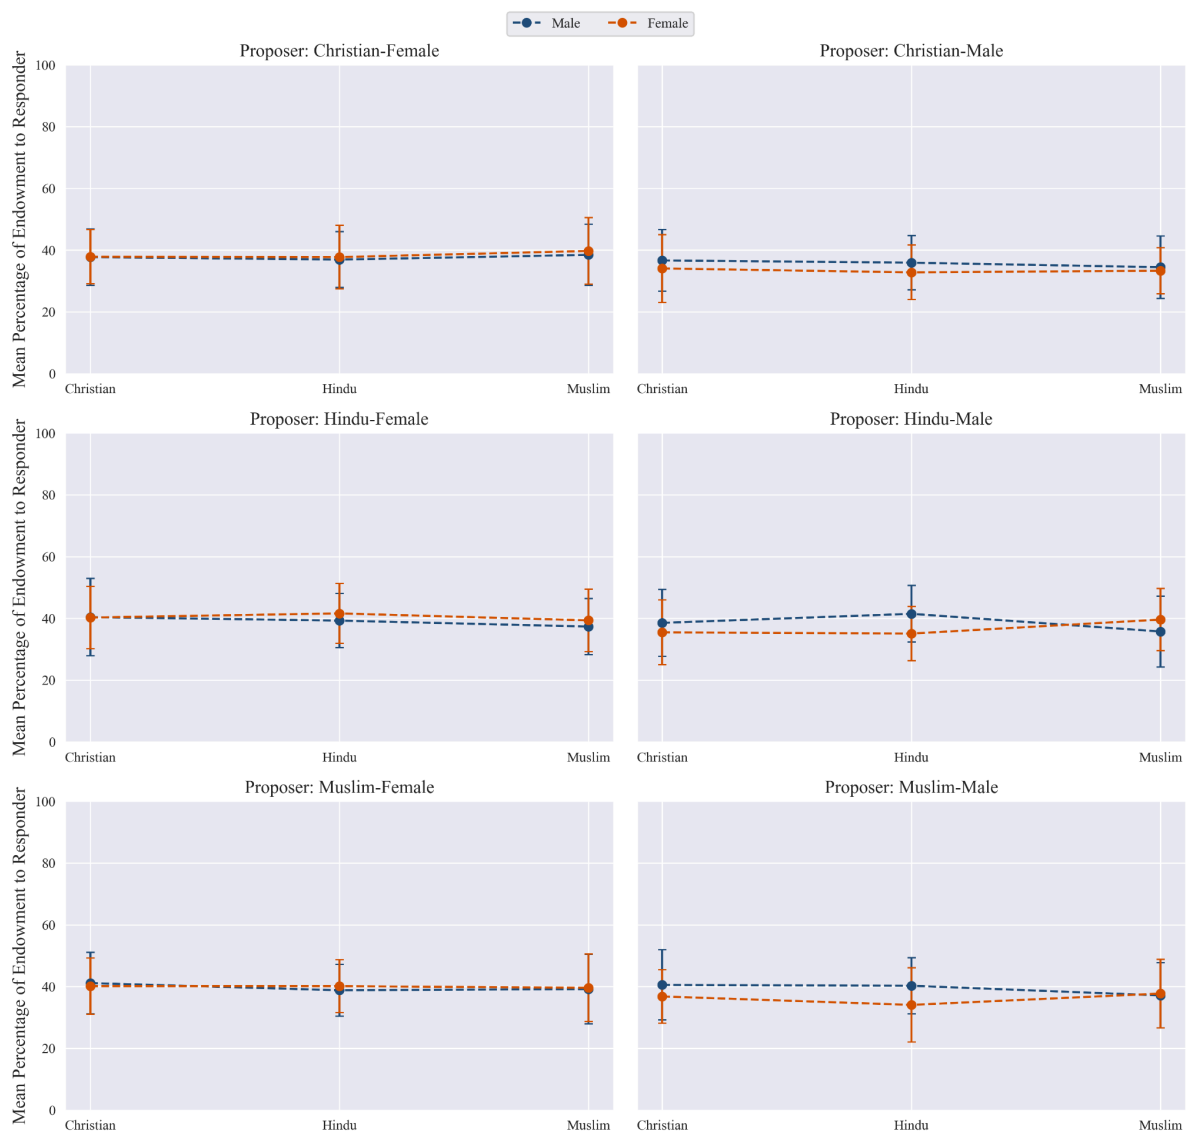 Male Female
Proposer: Christian-Female
Mean Percentage of Endowment to Responder
100
80
60
40
20
0
Christian Hindu Muslim
Proposer: Christian-Male
Christian Hindu Muslim
Proposer: Hindu-Female
Mean Percentage of Endowment to Responder
100
80
60
40
20
0
Christian Hindu Muslim
Proposer: Hindu-Male
Christian Hindu Muslim
Proposer: Muslim-Female
Mean Percentage of Endowment to Responder
100
80
60
40
20
0
Christian Hindu Muslim
Proposer: Muslim-Male
Christian Hindu Muslim